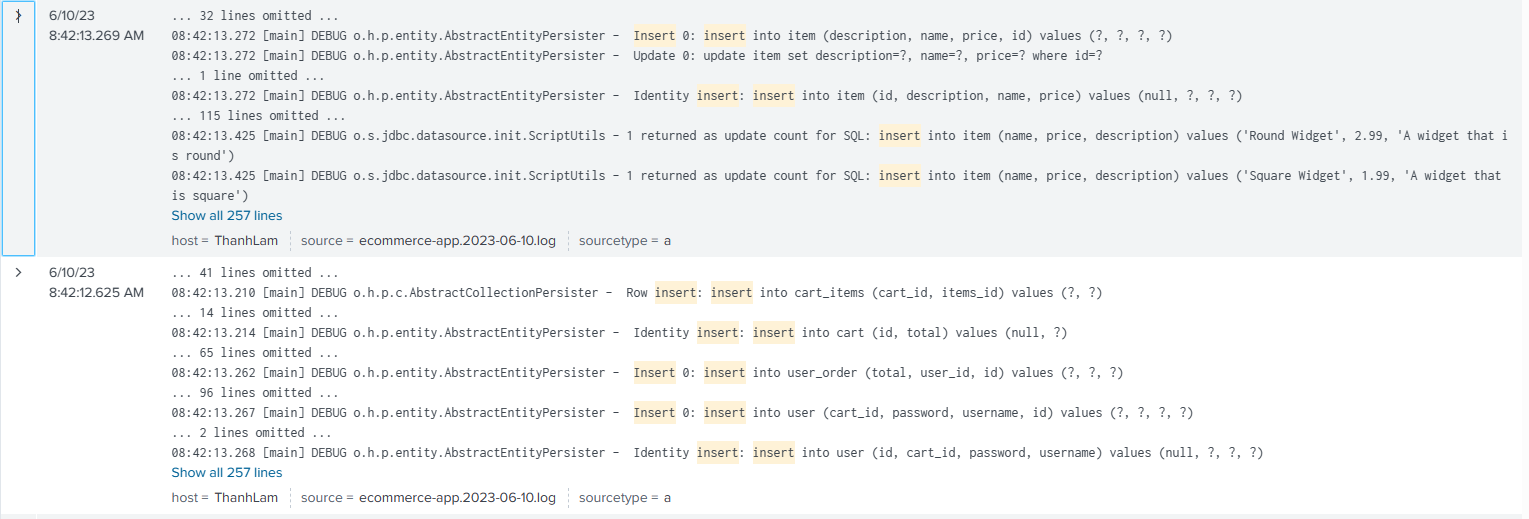 6/10/23
8:42:13.269 AM
... 32 lines omitted ...
08:42:13.272 [main] DEBUG o.h.p.entity.AbstractEntityPersister –  Insert 0: insert into item (description, name, price, id) values (?, ?, ?, ?)
08:42:13.272 [main] DEBUG o.h.p.entity.AbstractEntityPersister –  Update 0: update item set description=?, name=?, price=? where id=?
... 1 line omitted ...
08:42:13.272 [main] DEBUG o.h.p.entity.AbstractEntityPersister –  Identity insert: insert into item (id, description, name, price) values (null, ?, ?, ?)
... 115 lines omitted ...
08:42:13.425 [main] DEBUG o.s.jdbc.datasource.init.ScriptUtils – 1 returned as update count for SQL: insert into item (name, price, description) values ('Round Widget', 2.99, 'A widget that i
s round')
08:42:13.425 [main] DEBUG o.s.jdbc.datasource.init.ScriptUtils – 1 returned as update count for SQL: insert into item (name, price, description) values ('Square Widget', 1.99, 'A widget that
is square')
Show all 257 lines
host = ThanhLam source = ecommerce-app.2023-06-10.log sourcetype = a
6/10/23
8:42:12.625 AM
... 41 lines omitted ...
08:42:13.210 [main] DEBUG o.h.p.c.AbstractCollectionPersister –  Row insert: insert into cart_items (cart_id, items_id) values (?, ?)
... 14 lines omitted ...
08:42:13.214 [main] DEBUG o.h.p.entity.AbstractEntityPersister –  Identity insert: insert into cart (id, total) values (null, ?)
... 65 lines omitted ...
08:42:13.262 [main] DEBUG o.h.p.entity.AbstractEntityPersister –  Insert 0: insert into user_order (total, user_id, id) values (?, ?, ?)
... 96 lines omitted ...
08:42:13.267 [main] DEBUG o.h.p.entity.AbstractEntityPersister –  Insert 0: insert into user (cart_id, password, username, id) values (?, ?, ?, ?)
... 2 lines omitted ...
08:42:13.268 [main] DEBUG o.h.p.entity.AbstractEntityPersister –  Identity insert: insert into user (id, cart_id, password, username) values (null, ?, ?, ?)
Show all 257 lines
host = ThanhLam source = ecommerce-app.2023-06-10.log sourcetype = a